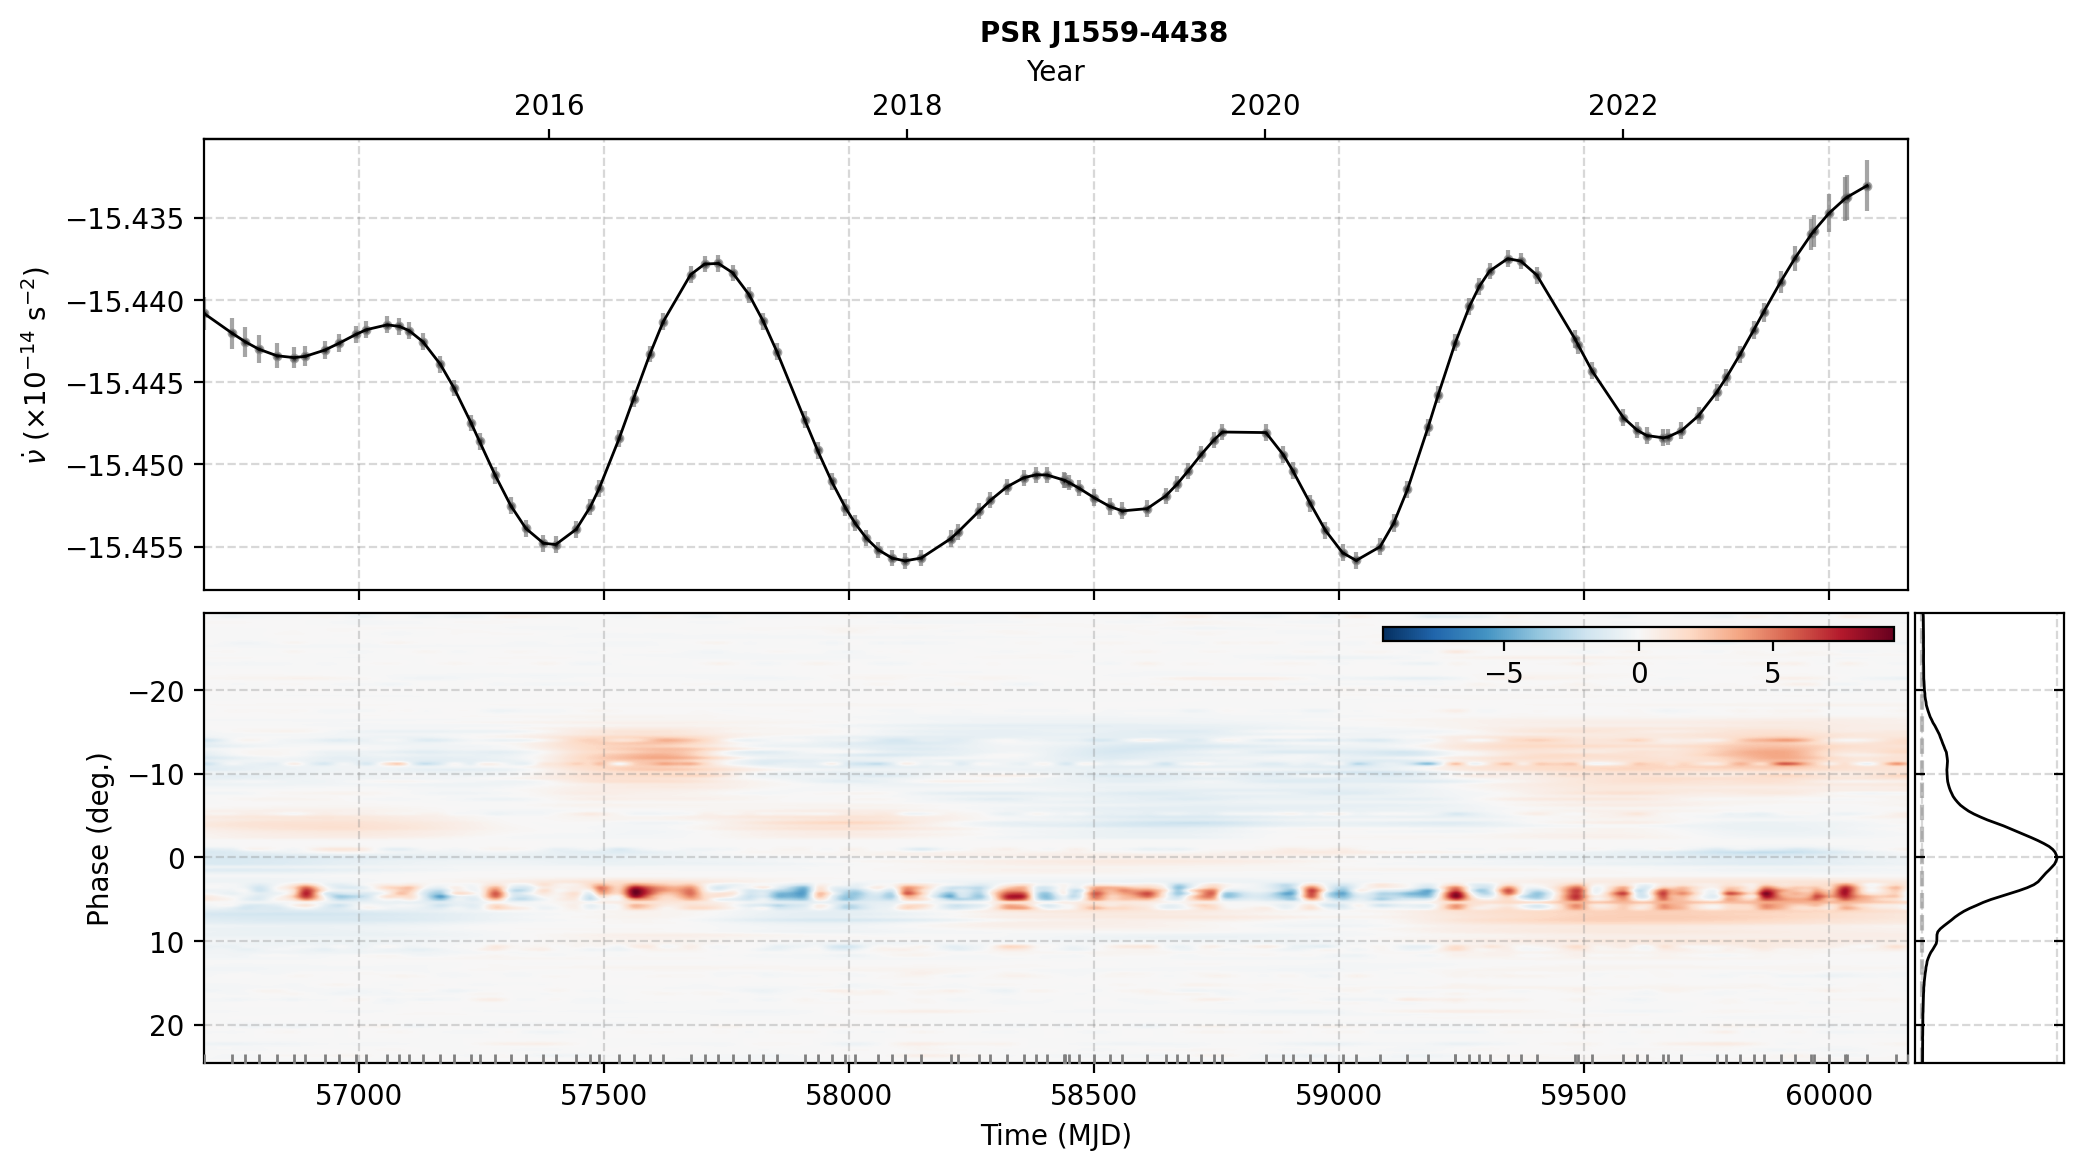 PSR J1559-4438
Year
2016 2018 2020 2022
−15.435
−15.440
−15.445
−15.450
−15.455
ν̇ (×10⁻¹⁴ s⁻²)
−5 0 5
−20
−10
0
10
20
Phase (deg.)
57000 57500 58000 58500 59000 59500 60000
Time (MJD)